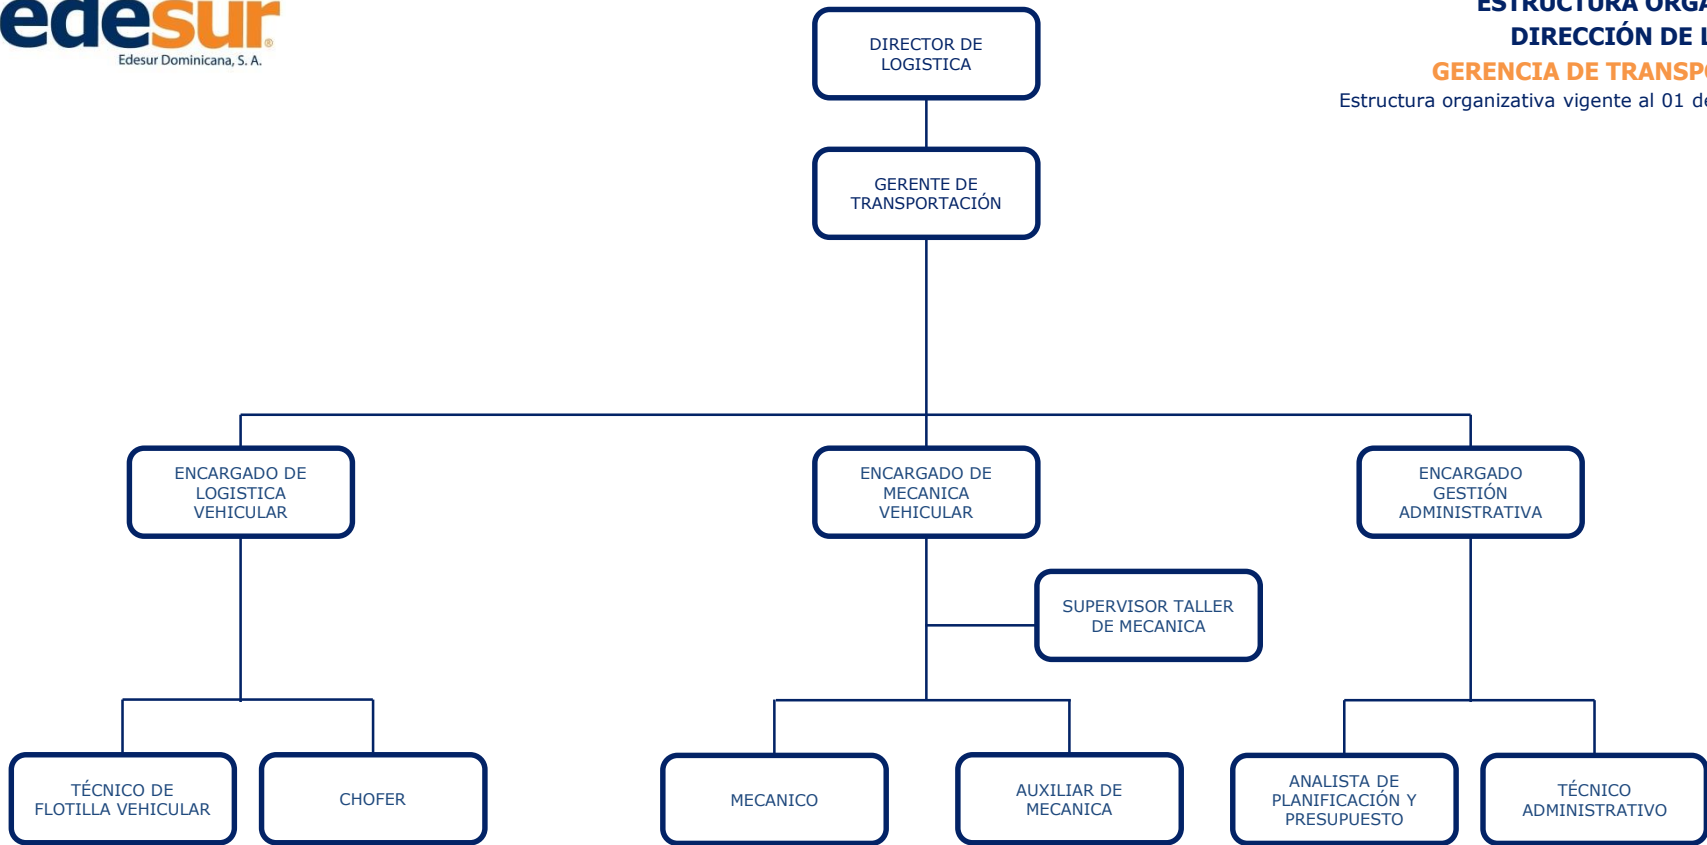 edesur
Edesur Dominicana, S. A.
ESTRUCTURA
DIRECCIÓN DE
GERENCIA DE
Estructura organizativa vigente al 01
DIRECTOR DE
LOGISTICA
GERENTE DE
TRANSPORTACIÓN
ENCARGADO DE
LOGISTICA
VEHICULAR
ENCARGADO DE
MECANICA
VEHICULAR
ENCARGADO
GESTIÓN
ADMINISTRATIVA
SUPERVISOR TALLER
DE MECANICA
TÉCNICO DE
FLOTILLA VEHICULAR
CHOFER
MECANICO
AUXILIAR DE
MECANICA
ANALISTA DE
PLANIFICACIÓN Y
PRESUPUESTO
TÉCNICO
ADMINISTRATIVO